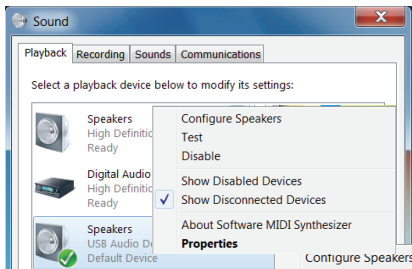 Sound
Playback Recording Sounds Communications
Select a playback device below to modify its settings:
Speakers
High Definitio
Ready
Digital Audio
High Definitio
Ready
Speakers
USB Audio De
Default Device
Configure Speakers
Test
Disable
Show Disabled Devices
Show Disconnected Devices
About Software MIDI Synthesizer
Properties
Configure Speakers